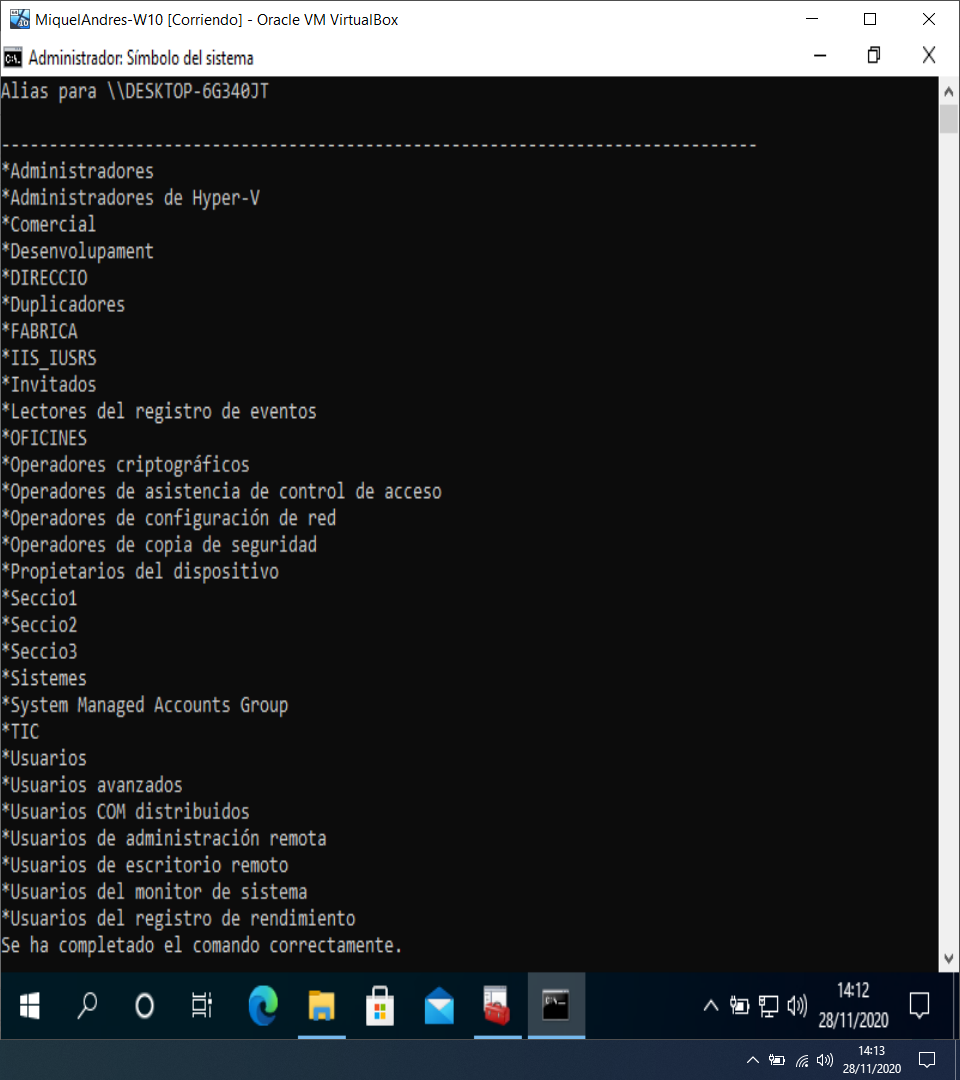 MiquelAndres-W10 [Corriendo] - Oracle VM VirtualBox
Administrador: Símbolo del sistema
Alias para \\DESKTOP-6G340JT
-------------------------------------------------------------------------------
*Administradores
*Administradores de Hyper-V
*Comercial
*Desenvolupament
*DIRECCIO
*Duplicadores
*FABRICA
*IIS_IUSRS
*Invitados
*Lectores del registro de eventos
*OFICINES
*Operadores criptográficos
*Operadores de asistencia de control de acceso
*Operadores de configuración de red
*Operadores de copia de seguridad
*Propietarios del dispositivo
*Seccio1
*Seccio2
*Seccio3
*Sistemes
*System Managed Accounts Group
*TIC
*Usuarios
*Usuarios avanzados
*Usuarios COM distribuidos
*Usuarios de administración remota
*Usuarios de escritorio remoto
*Usuarios del monitor de sistema
*Usuarios del registro de rendimiento
Se ha completado el comando correctamente.
14:12
28/11/2020
14:13
28/11/2020